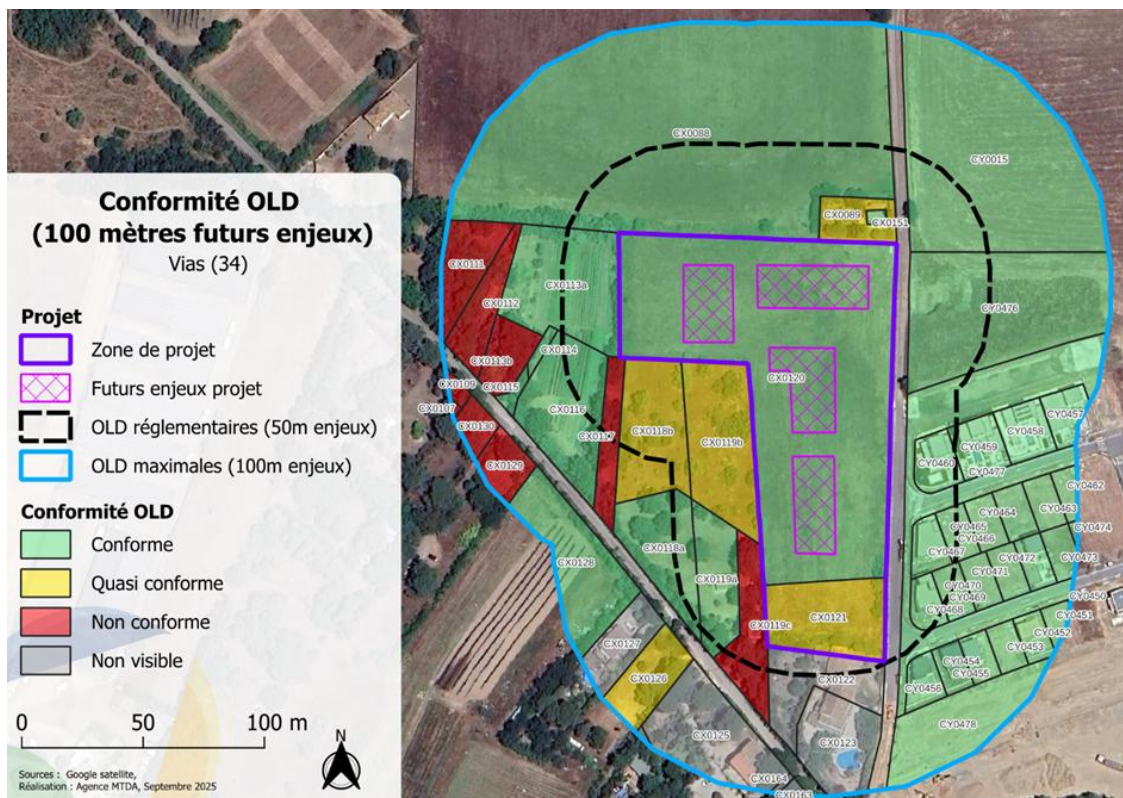 Conformité OLD
(100 mètres futurs enjeux)
Vias (34)
Projet
Zone de projet
Futurs enjeux projet
OLD réglementaires (50m enjeux)
OLD maximales (100m enjeux)
Conformité OLD
Conforme
Quasi conforme
Non conforme
Non visible
0 50 100 m
N
Sources : Google satellite,
Réalisation : Agence MTDA, Septembre 2025
CX0088
CY0015
CX0089
CX0151
CX0111
CX0113a
CX0112
CY0476
CX0114
CX0113b
CX0120
CX0109
CX0115
CX0107
CX0116
CY0457
CX0130
CX0117
CX0118b
CY0458
CX0119b
CY0459
CX0129
CY0460
CY0477
CY0462
CY0463
CY0464
CY0465
CY0474
CY0466
CX0118a
CY0467
CY0472
CY0473
CX0128
CY0471
CX0119a
CY0470
CY0469
CY0450
CY0468
CY0451
CX0121
CX0119c
CY0452
CX0127
CY0453
CY0454
CY0455
CX0126
CX0122
CY0456
CY0478
CX0125
CX0123
CX0164
CX0163